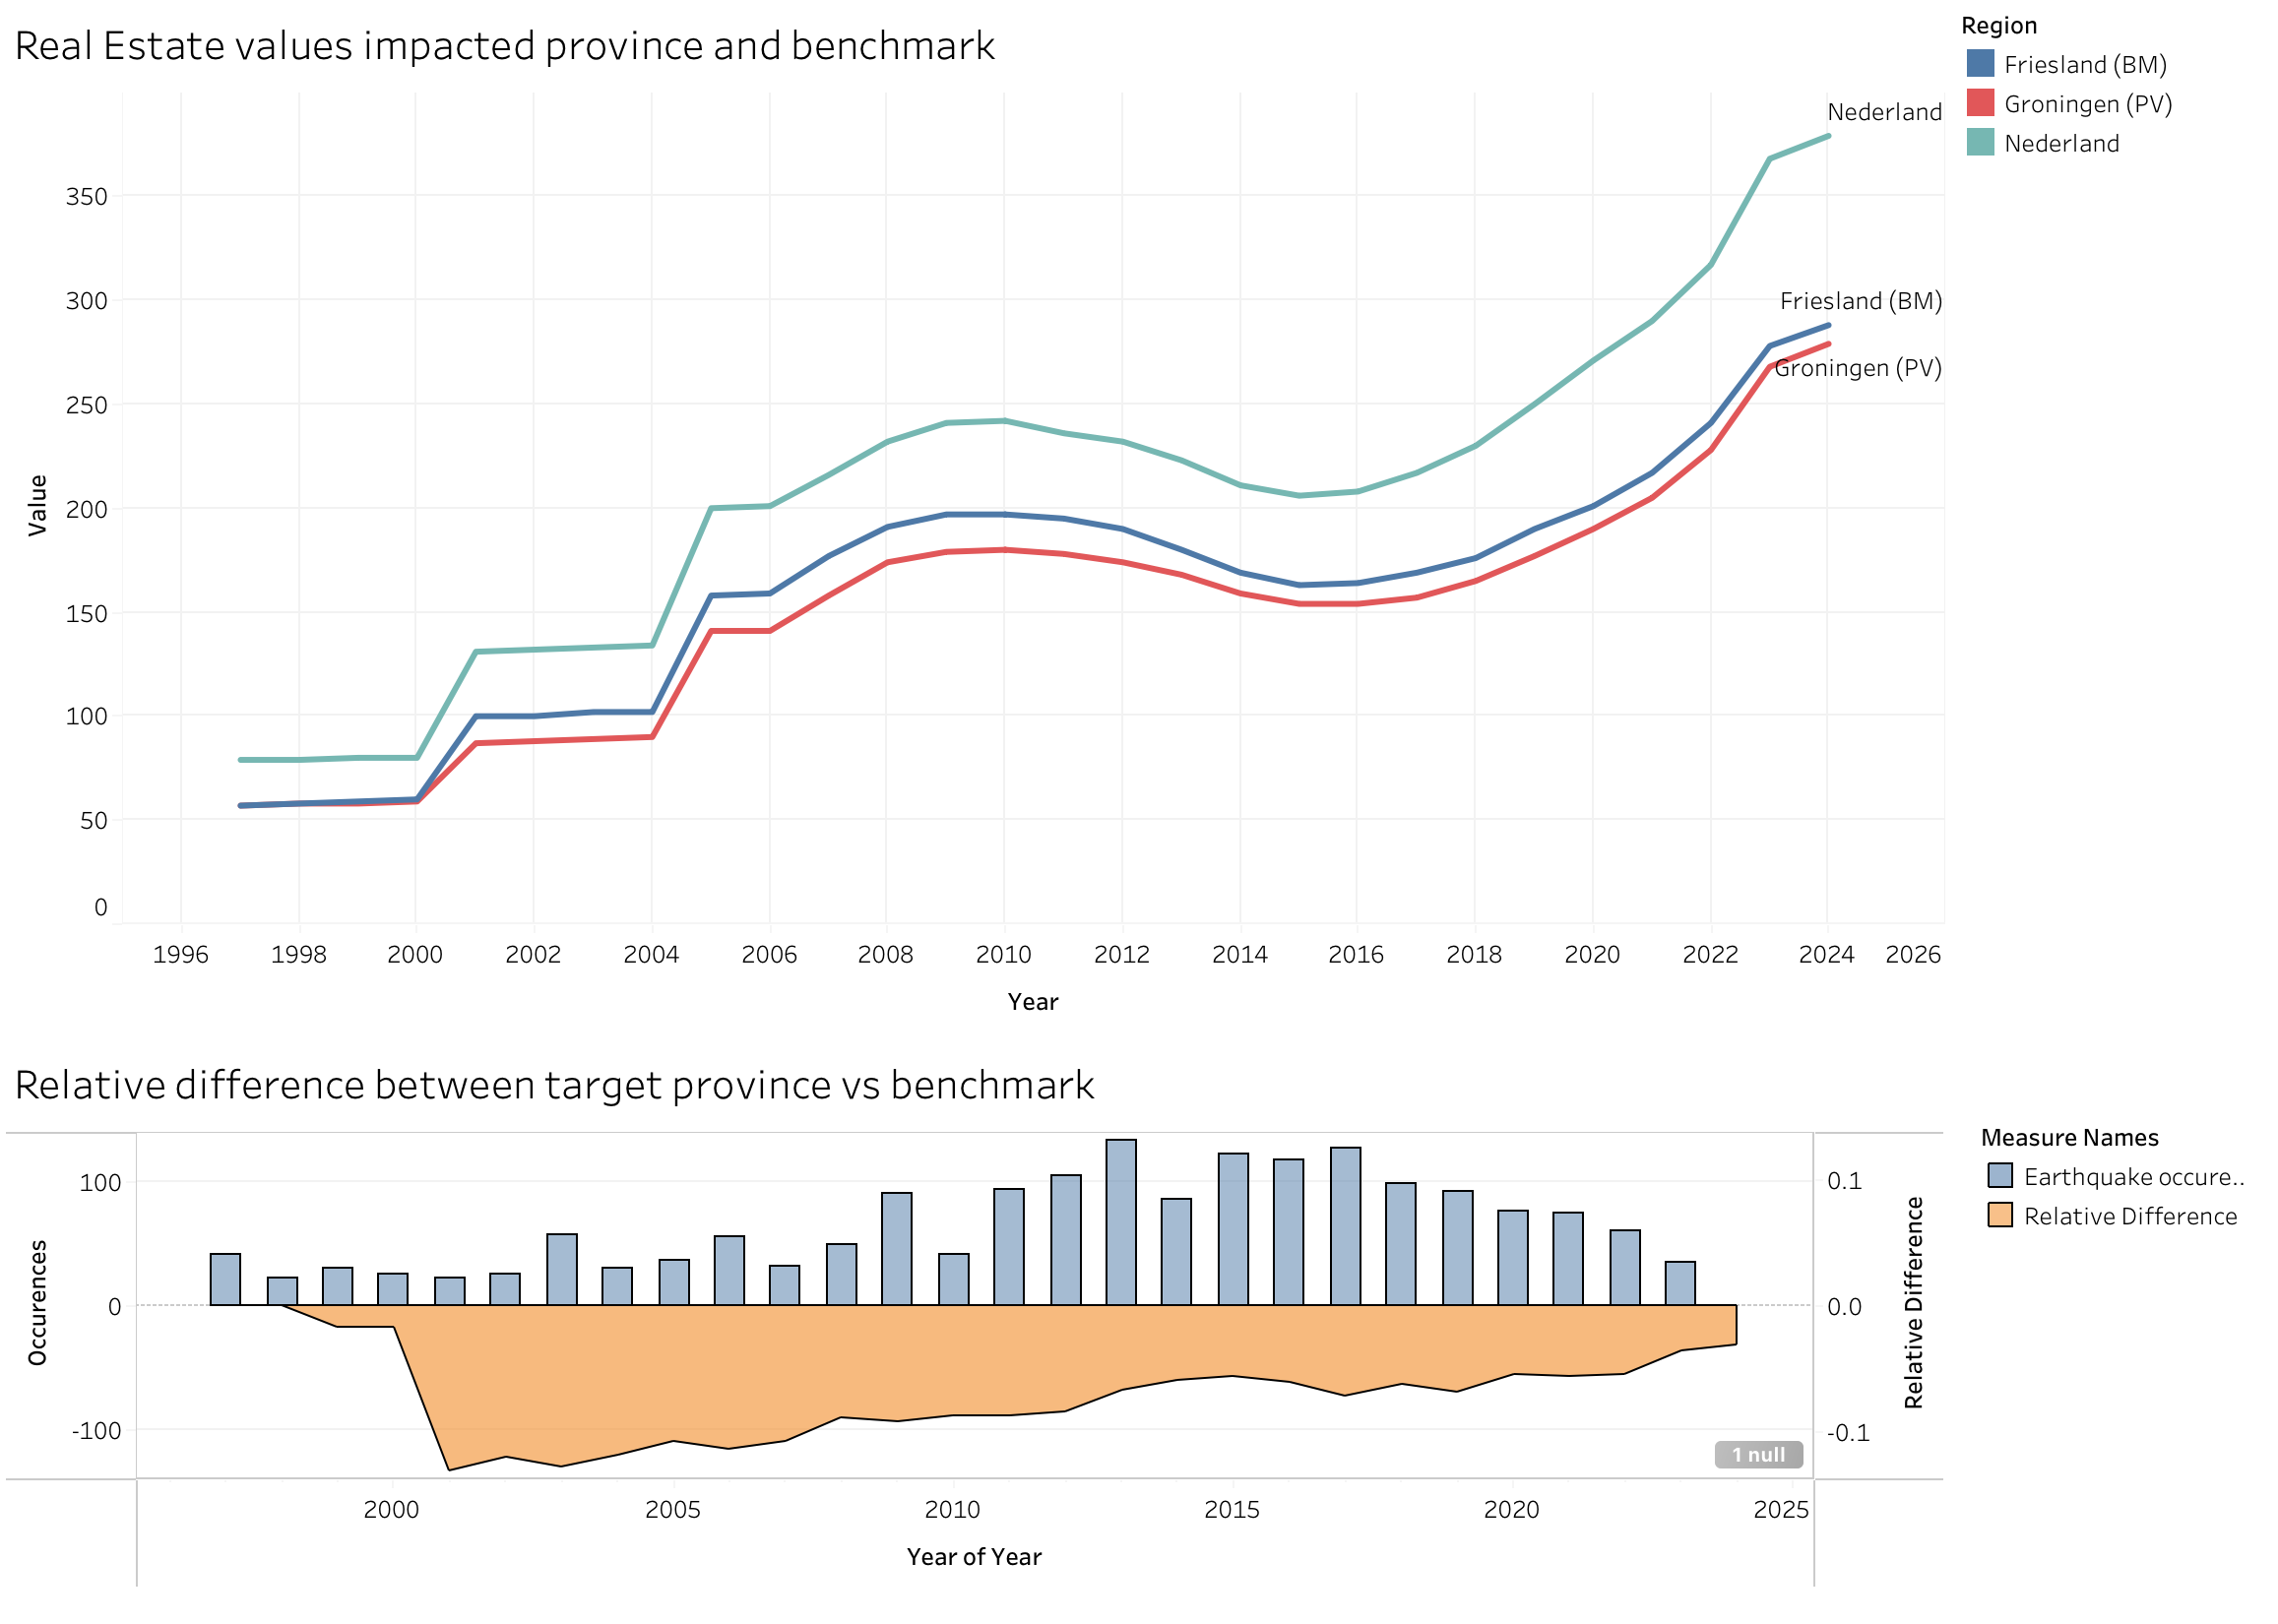 Real Estate values impacted province and benchmark
Region
Friesland (BM)
Groningen (PV)
Nederland
Nederland
Friesland (BM)
Groningen (PV)
Value
350
300
250
200
150
100
50
0
1996 1998 2000 2002 2004 2006 2008 2010 2012 2014 2016 2018 2020 2022 2024 2026
Year
Relative difference between target province vs benchmark
Measure Names
Earthquake occure..
Relative Difference
Occurences
100
0
-100
0.1
0.0
-0.1
Relative Difference
1 null
2000 2005 2010 2015 2020 2025
Year of Year